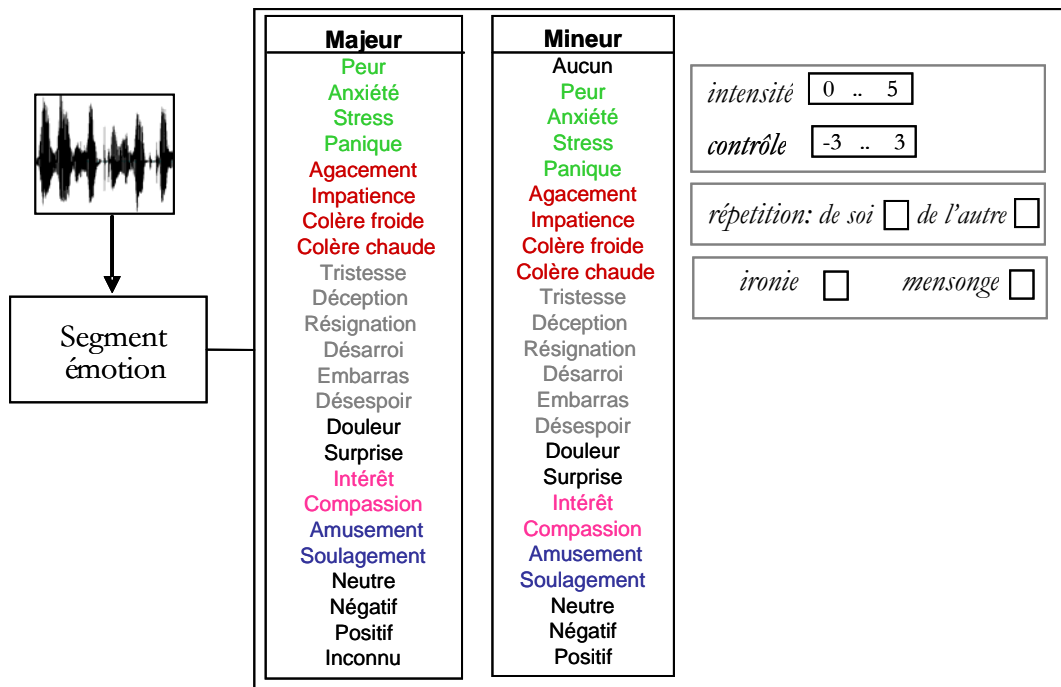 Segment
émotion
Majeur
Peur
Anxiété
Stress
Panique
Agacement
Impatience
Colère froide
Colère chaude
Tristesse
Déception
Résignation
Désarroi
Embarras
Désespoir
Douleur
Surprise
Intérêt
Compassion
Amusement
Soulagement
Neutre
Négatif
Positif
Inconnu
Mineur
Aucun
Peur
Anxiété
Stress
Panique
Agacement
Impatience
Colère froide
Colère chaude
Tristesse
Déception
Résignation
Désarroi
Embarras
Désespoir
Douleur
Surprise
Intérêt
Compassion
Amusement
Soulagement
Neutre
Négatif
Positif
intensité 0 .. 5
contrôle -3 .. 3
répetition: de soi de l'autre
ironie mensonge